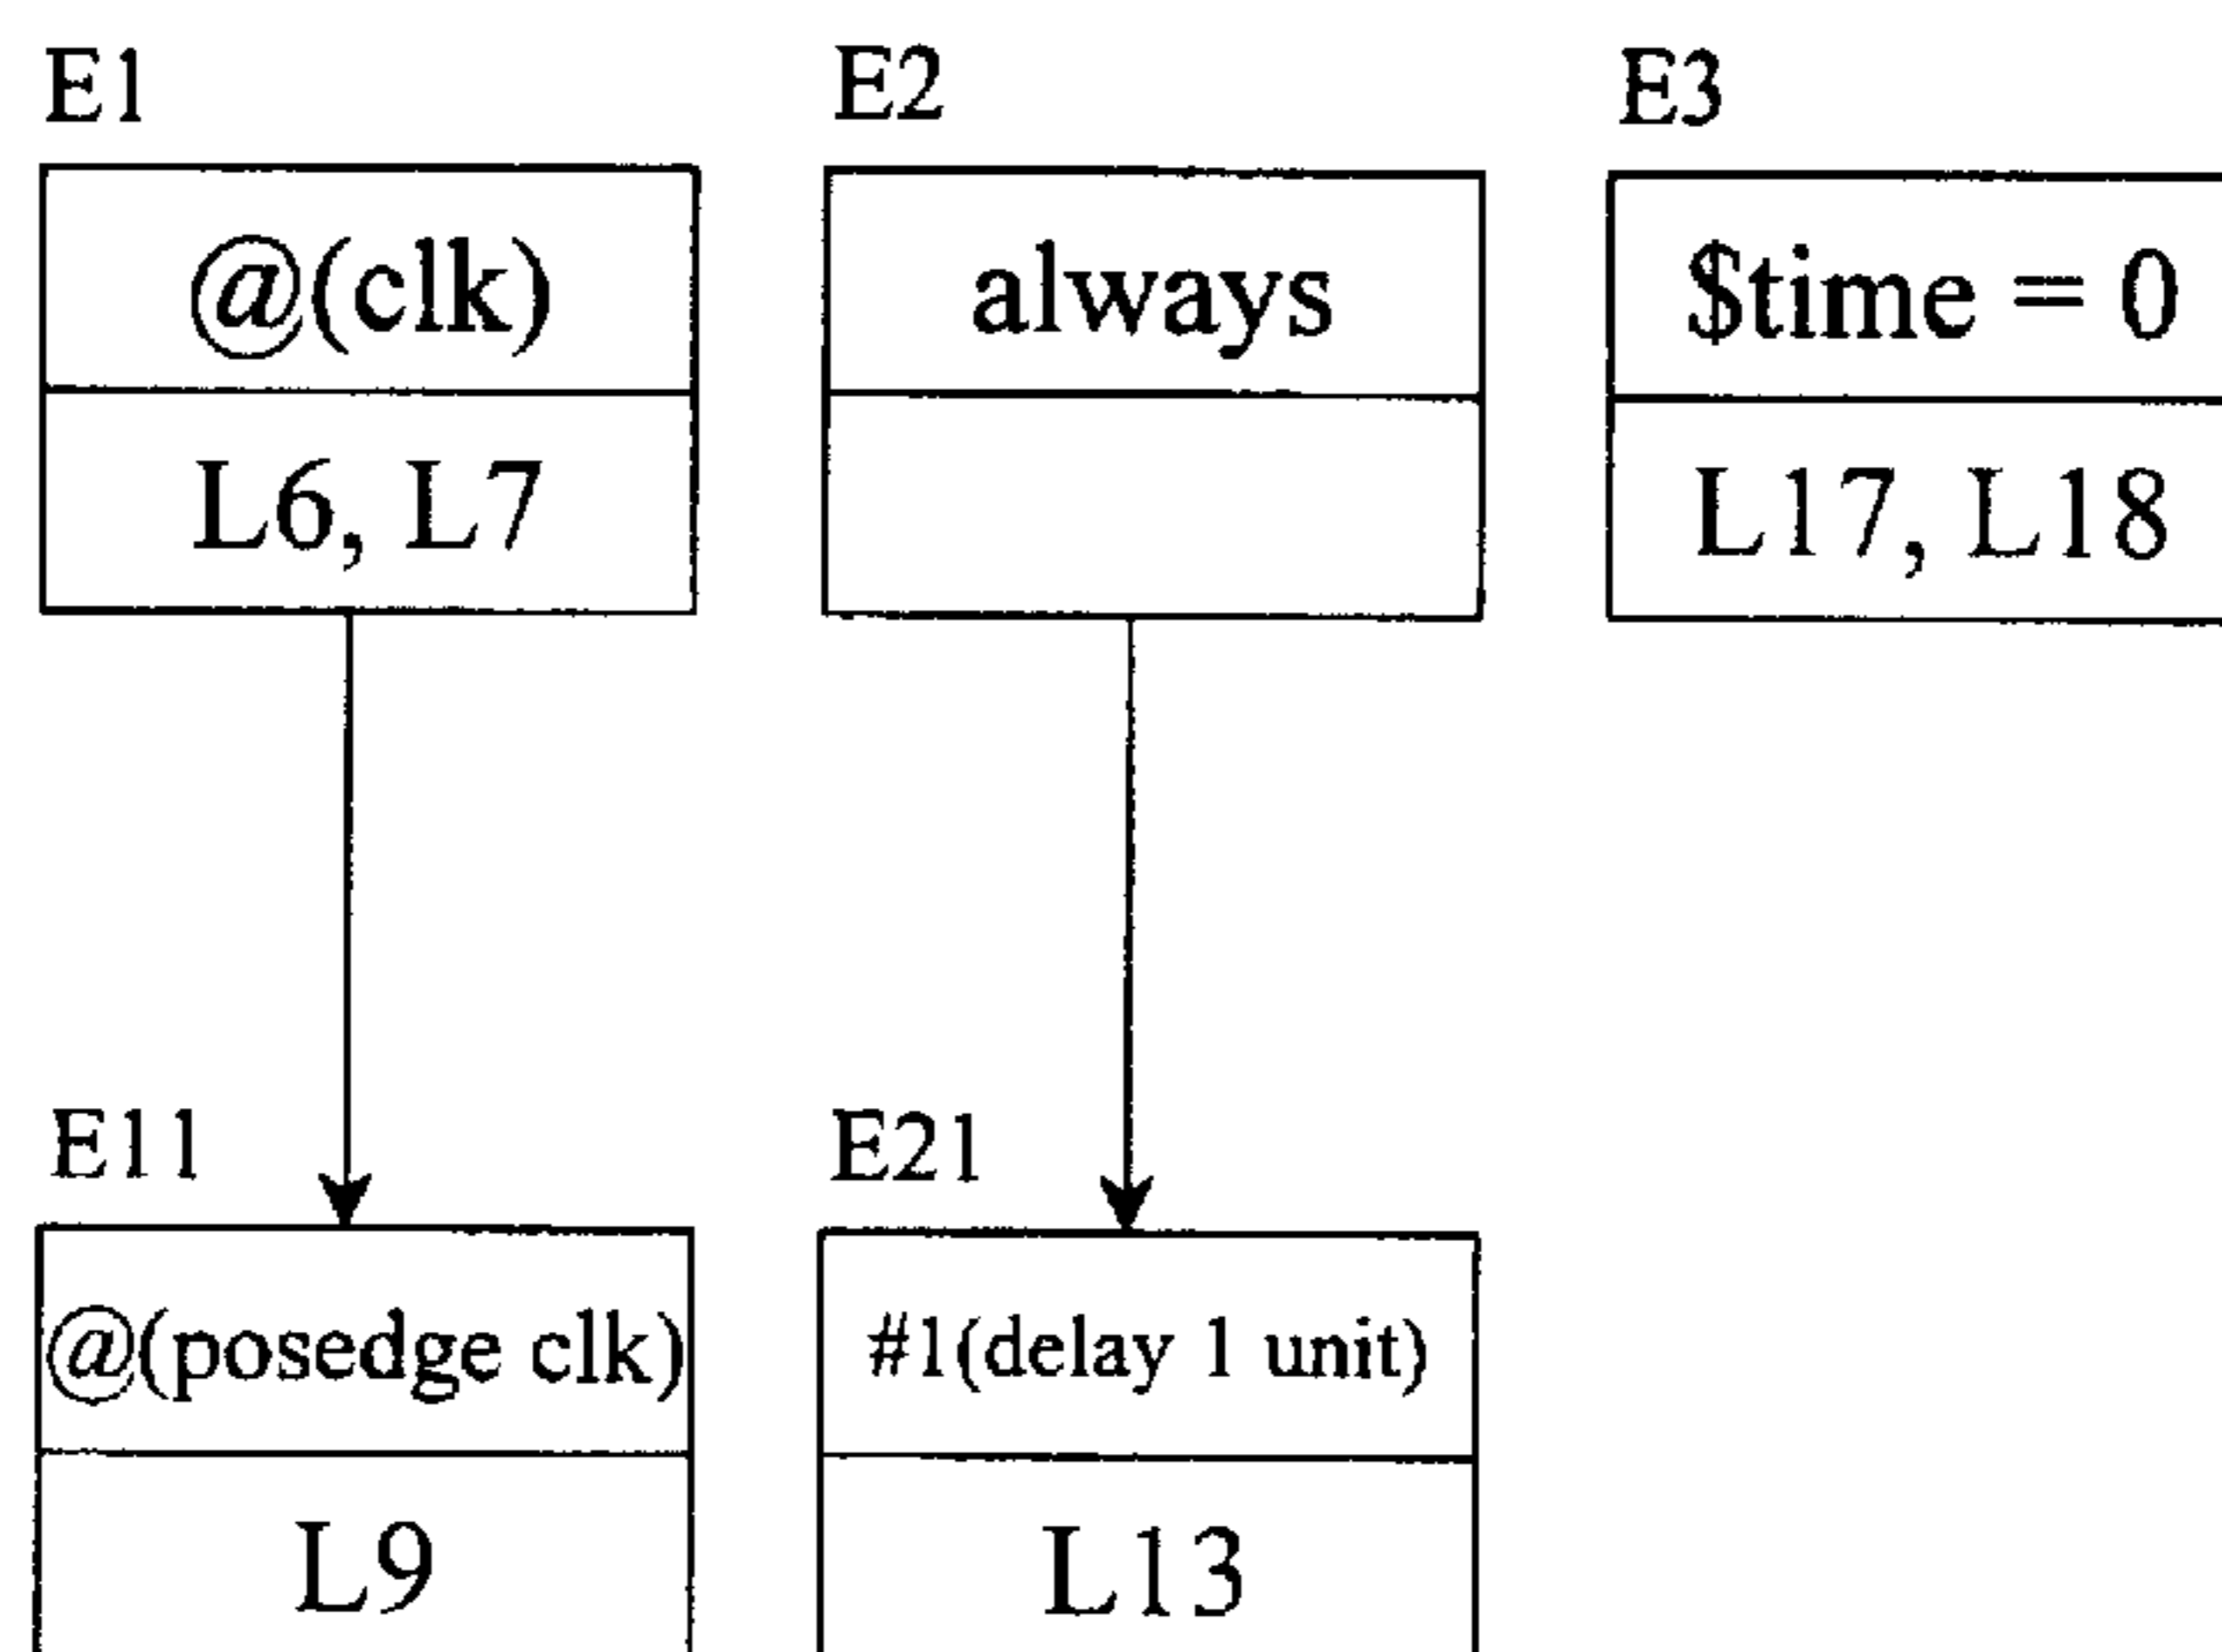 E1 E2 E3
@(clk) always $time = 0
L6, L7 L17, L18
E11 E21
@(posedge clk) #1(delay 1 unit)
L9 L13